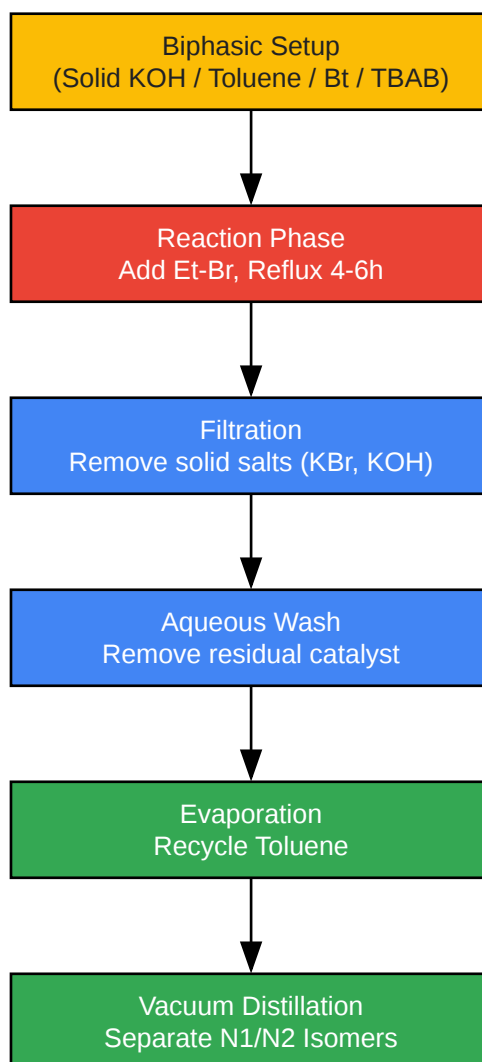 Biphasic Setup
(Solid KOH / Toluene / Bt / TBAB)
Reaction Phase
Add Et-Br, Reflux 4-6h
Filtration
Remove solid salts (KBr, KOH)
Aqueous Wash
Remove residual catalyst
Evaporation
Recycle Toluene
Vacuum Distillation
Separate N1/N2 Isomers